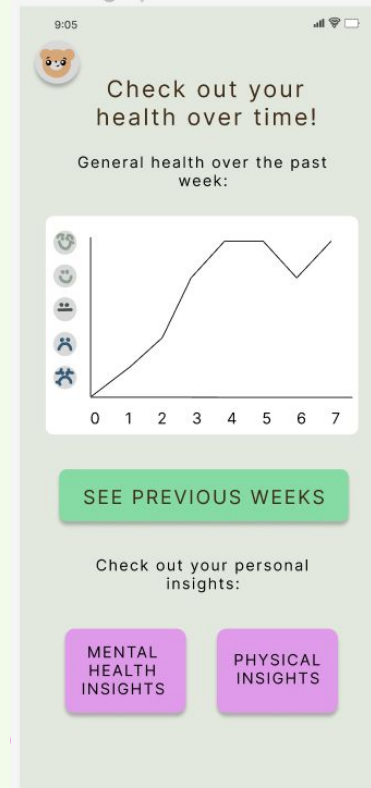 9:05
Check out your
health over time!
General health over the past
week:
0 1 2 3 4 5 6 7
SEE PREVIOUS WEEKS
Check out your personal
insights:
MENTAL
HEALTH
INSIGHTS
PHYSICAL
INSIGHTS